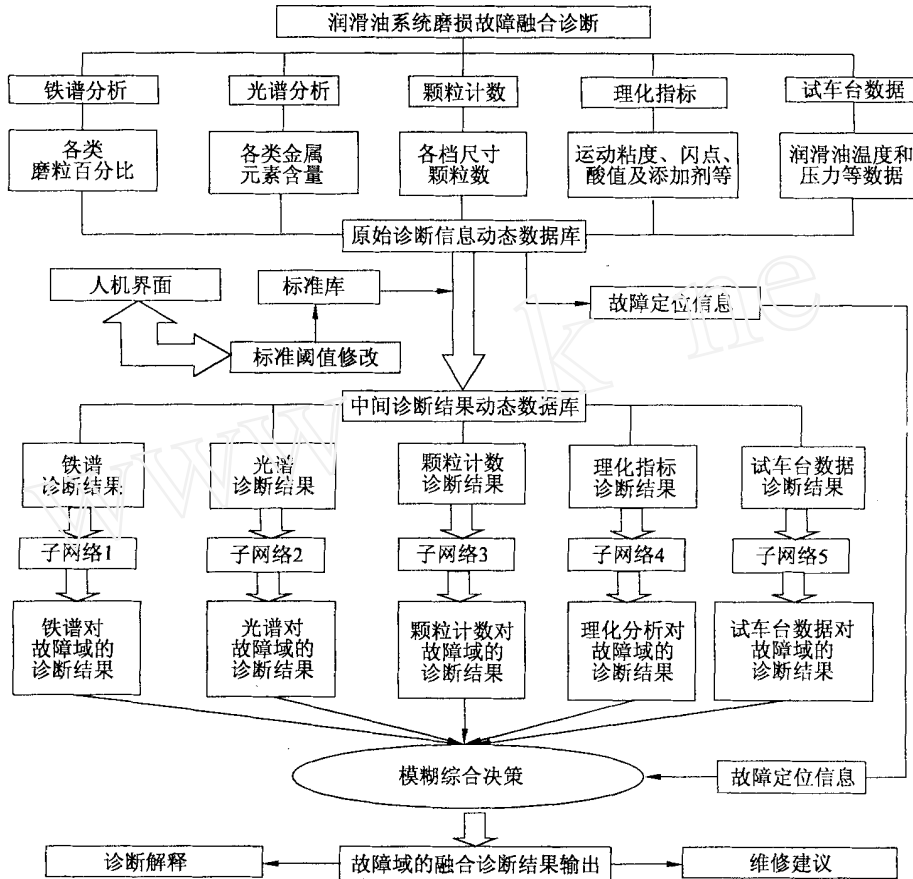 润滑油系统磨损故障融合诊断
铁谱分析
光谱分析
颗粒计数
理化指标
试车台数据
各类
磨粒百分比
各类金属
元素含量
各档尺寸
颗粒数
运动粘度、闪点、
酸值及添加剂等
润滑油温度和
压力等数据
原始诊断信息动态数据库
人机界面
标准库
故障定位信息
标准阈值修改
中间诊断结果动态数据库
铁谱
诊断结果
光谱
诊断结果
颗粒计数
诊断结果
理化指标
诊断结果
试车台数据
诊断结果
子网络1
子网络2
子网络3
子网络4
子网络5
铁谱对
故障域的
诊断结果
光谱对
故障域的
诊断结果
颗粒计数对
故障域的
诊断结果
理化分析对
故障域的
诊断结果
试车台数据对
故障域的
诊断结果
模糊综合决策
故障定位信息
诊断解释
故障域的融合诊断结果输出
维修建议